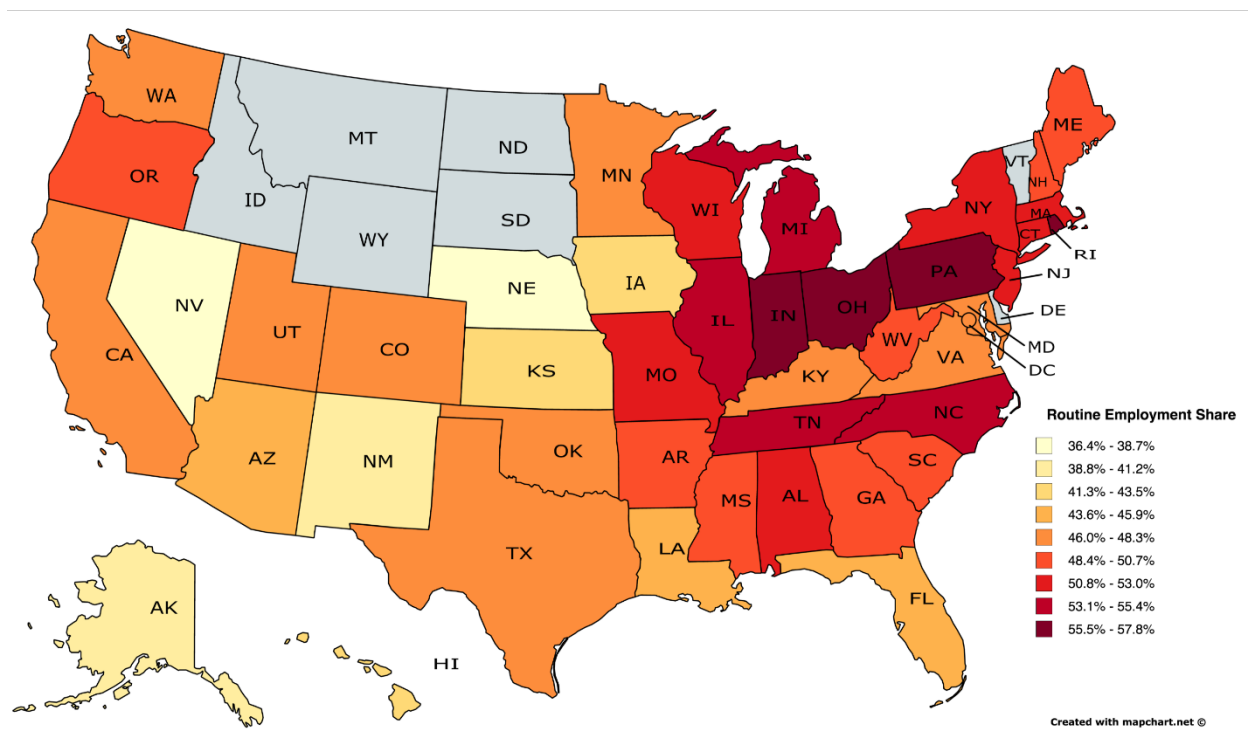 WA
MT
ND
MN
ME
VT
NH
OR
ID
SD
WI
NY
MA
CT
WY
MI
RI
PA
NJ
NV
NE
IA
OH
IN
IL
DE
UT
CO
WV
MD
CA
VA
DC
KS
MO
KY
NC
TN
Routine Employment Share
AZ
NM
OK
AR
SC
MS
AL
GA
36.4% - 38.7%
38.8% - 41.2%
41.3% - 43.5%
43.6% - 45.9%
46.0% - 48.3%
48.4% - 50.7%
50.8% - 53.0%
53.1% - 55.4%
55.5% - 57.8%
TX
LA
FL
AK
HI
Created with mapchart.net ©